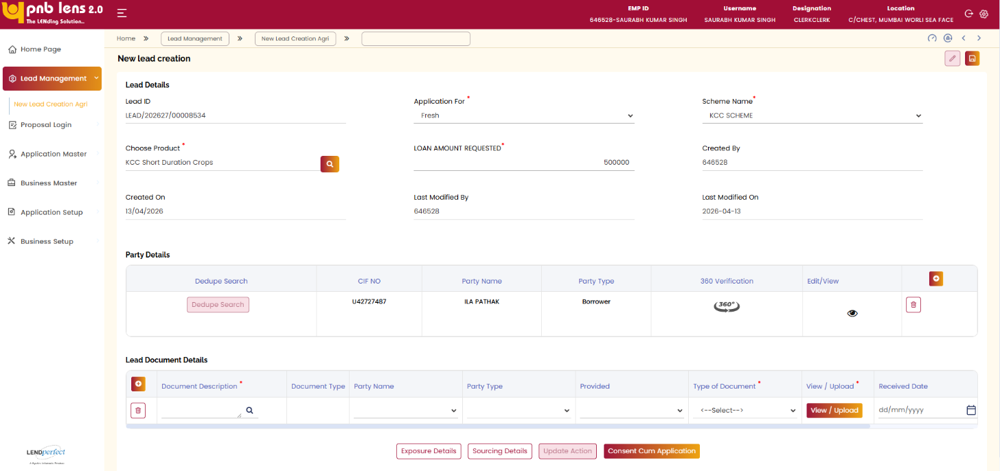 pnb lens 2.0
The LENding Solution..
EMP ID
646528-SAURABH KUMAR SINGH
Username
SAURABH KUMAR SINGH
Designation
CLERKCLERK
Location
C/CHEST, MUMBAI WORLI SEA FACE
Home » Lead Management » New Lead Creation Agri »
Home Page
Lead Management
New Lead Creation Agri
Proposal Login
Application Master
Business Master
Application Setup
Business Setup
New lead creation
Lead Details
Lead ID
LEAD/202627/00008534
Application For *
Fresh
Scheme Name *
KCC SCHEME
Choose Product *
KCC Short Duration Crops
LOAN AMOUNT REQUESTED *
500000
Created By
646528
Created On
13/04/2026
Last Modified By
646528
Last Modified On
2026-04-13
Party Details
Dedupe Search CIF NO Party Name Party Type 360 Verification Edit/View
Dedupe Search U42727487 ILA PATHAK Borrower 360°
Lead Document Details
Document Description * Document Type Party Name Party Type Provided Type of Document * View / Upload * Received Date
<--Select--> View / Upload dd/mm/yyyy
Exposure Details Sourcing Details Update Action Consent Cum Application
LENDperfect